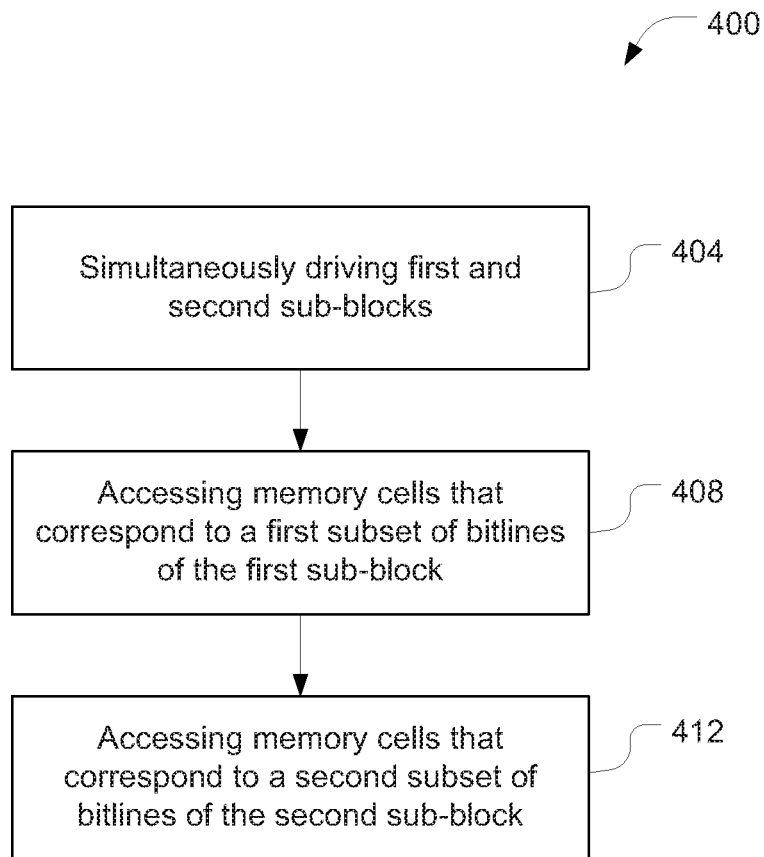 400
Simultaneously driving first and
second sub-blocks
404
Accessing memory cells that
correspond to a first subset of bitlines
of the first sub-block
408
Accessing memory cells that
correspond to a second subset of
bitlines of the second sub-block
412